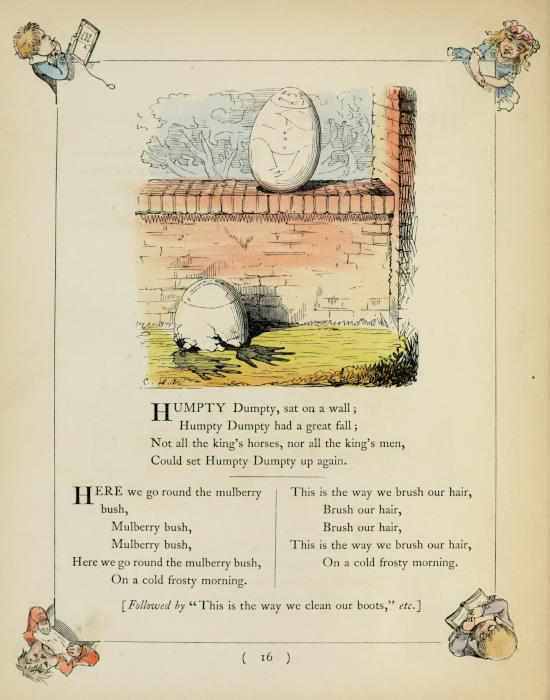 HUMPTY Dumpty, sat on a wall ;
Humpty Dumpty had a great fall ;
Not all the king's horses, nor all the king's men,
Could set Humpty Dumpty up again.
HERE we go round the mulberry
bush,
Mulberry bush,
Mulberry bush,
Here we go round the mulberry bush,
On a cold frosty morning.
This is the way we brush our hair,
Brush our hair,
Brush our hair,
This is the way we brush our hair,
On a cold frosty morning.
[Followed by “This is the way we clean our boots,” etc.]
( 16 )